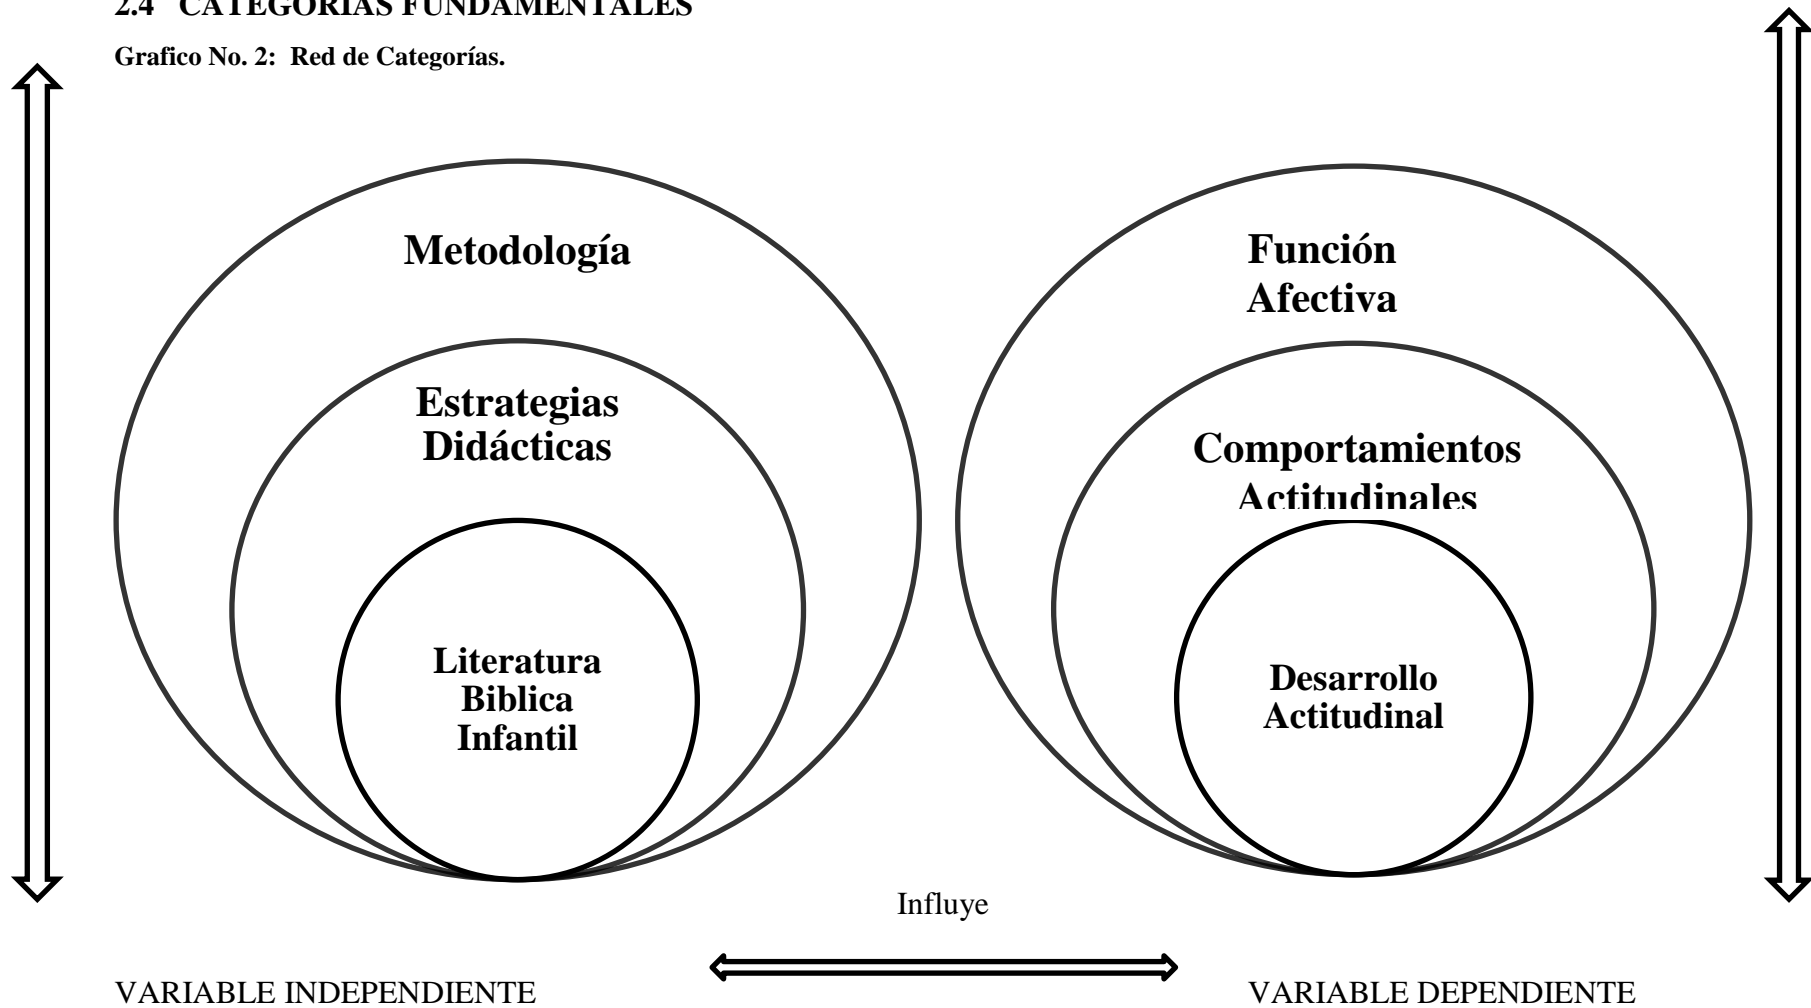 2.4 CATEGORÍAS FUNDAMENTALES
Grafico No. 2: Red de Categorías.
Metodología
Estrategias
Didácticas
Literatura
Biblica
Infantil
Función
Afectiva
Comportamientos
Actitudinales
Desarrollo
Actitudinal
Influye
VARIABLE INDEPENDIENTE
VARIABLE DEPENDIENTE